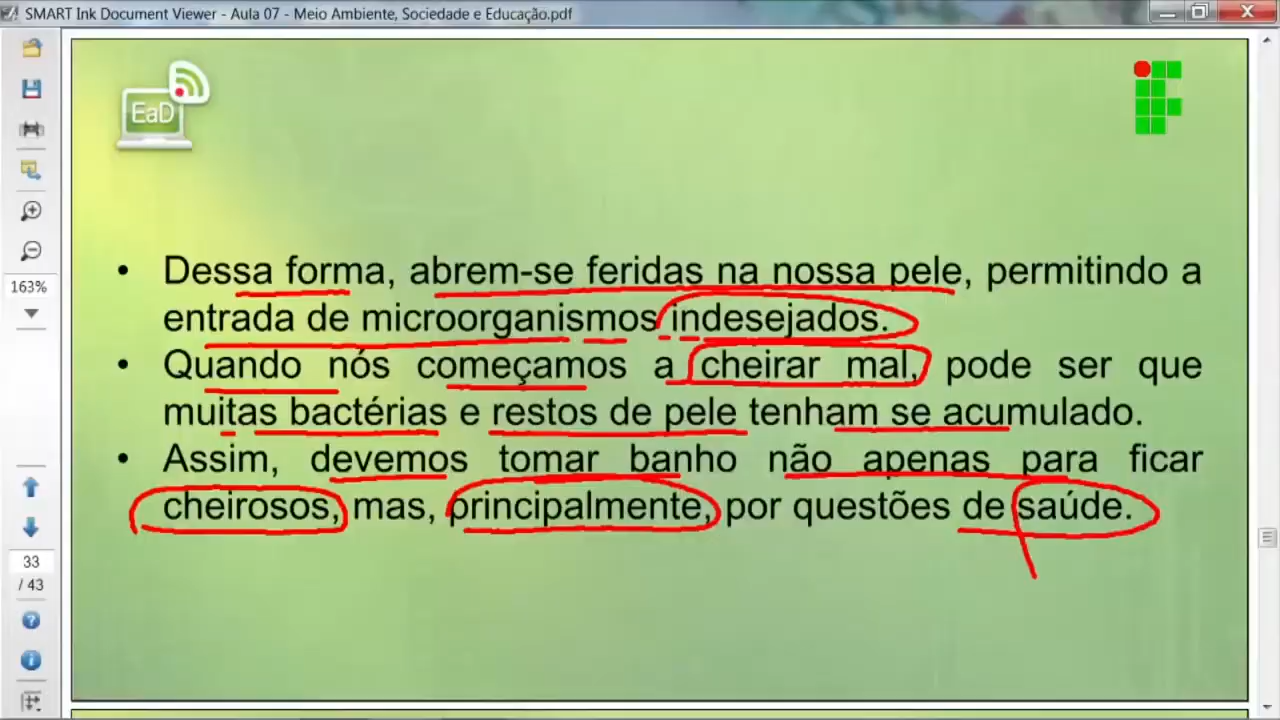 SMART Ink Document Viewer - Aula 07 - Meio Ambiente, Sociedade e Educação.pdf
EaD
163%
• Dessa forma, abrem-se feridas na nossa pele, permitindo a
entrada de microorganismos indesejados.
• Quando nós começamos a cheirar mal, pode ser que
muitas bactérias e restos de pele tenham se acumulado.
• Assim, devemos tomar banho não apenas para ficar
cheirosos, mas, principalmente, por questões de saúde.
33
/ 43